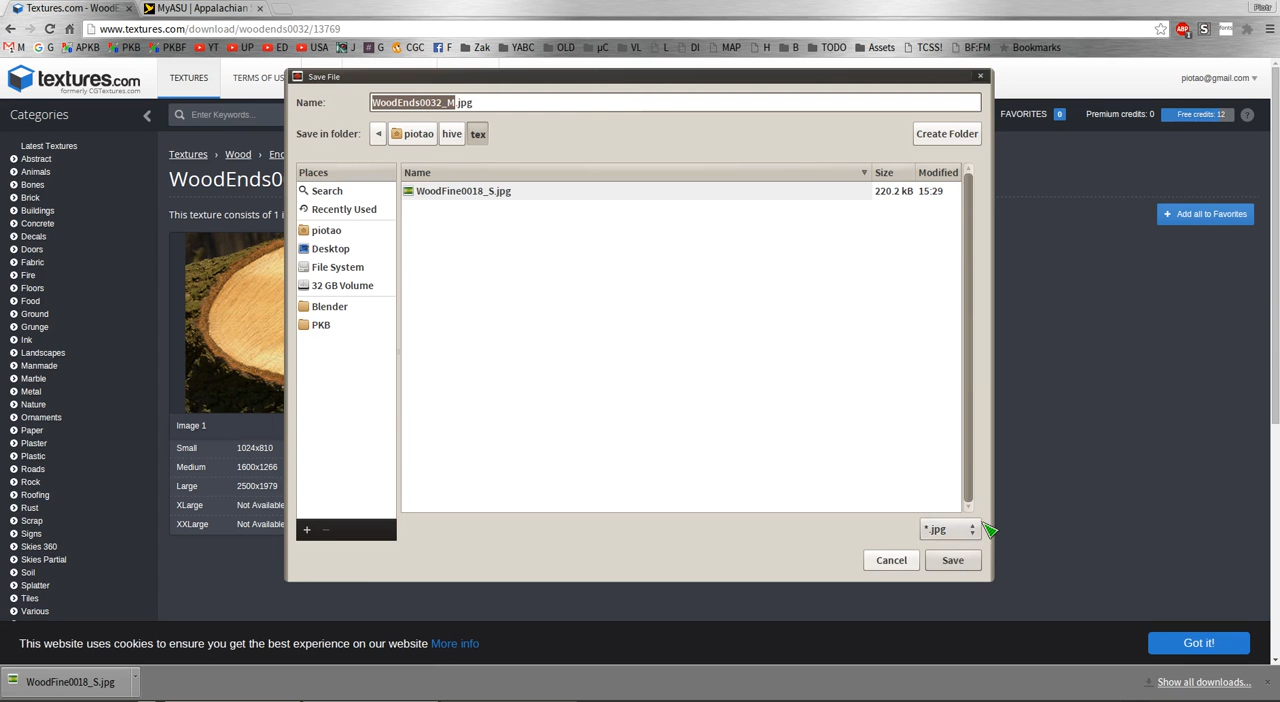 Textures.com - Wood
MyASU | Appalachian
Piotr
www.textures.com/download/woodends0032/13769
ABP
S
fonts
M
G
APKB
PKB
PKBF
YT
UP
ED
USA
J
G
CGC
F
Zak
YABC
OLD
µC
VL
L
DI
MAP
H
B
TODO
Assets
TCSS!
BF:FM
Bookmarks
textures.com
formerly CGTextures.com
TEXTURES
TERMS OF US
piotao@gmail.com
Save File
Name:
WoodEnds0032_M.jpg
Save in folder:
piotao
hive
tex
Create Folder
Categories
Enter Keywords...
FAVORITES 0
Premium credits: 0
Free credits: 12
?
Latest Textures
Abstract
Animals
Bones
Brick
Buildings
Concrete
Decals
Doors
Fabric
Fire
Floors
Food
Ground
Grunge
Ink
Landscapes
Manmade
Marble
Metal
Nature
Ornaments
Paper
Plaster
Plastic
Roads
Rock
Roofing
Rust
Scrap
Signs
Skies 360
Skies Partial
Soil
Splatter
Tiles
Various
Textures
Wood
End
WoodEnds0
This texture consists of 1 i
+ Add all to Favorites
Image 1
Small 1024x810
Medium 1600x1266
Large 2500x1979
XLarge Not Available
XXLarge Not Available
Places
Search
Recently Used
piotao
Desktop
File System
32 GB Volume
Blender
PKB
Name
Size
Modified
WoodFine0018_S.jpg
220.2 kB
15:29
+
*.jpg
Cancel
Save
This website uses cookies to ensure you get the best experience on our website More info
Got it!
WoodFine0018_S.jpg
Show all downloads...